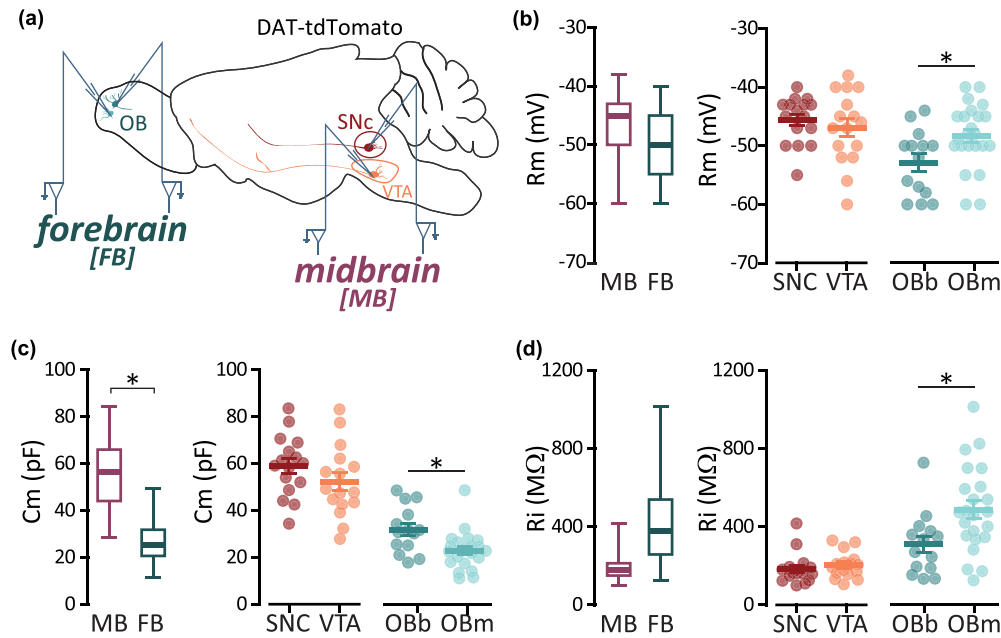 (a)
DAT-tdTomato
OB
SNc
VTA
forebrain
[FB]
midbrain
[MB]
(b)
Rm (mV)
-30
-40
-50
-60
-70
MB FB
Rm (mV)
-30
-40
-50
-60
-70
*
SNC VTA OBb OBm
(c)
Cm (pF)
100
80
60
40
20
0
*
MB FB
Cm (pF)
100
80
60
40
20
0
*
SNC VTA OBb OBm
(d)
Ri (MΩ)
1200
800
400
0
MB FB
Ri (MΩ)
1200
800
400
0
*
SNC VTA OBb OBm